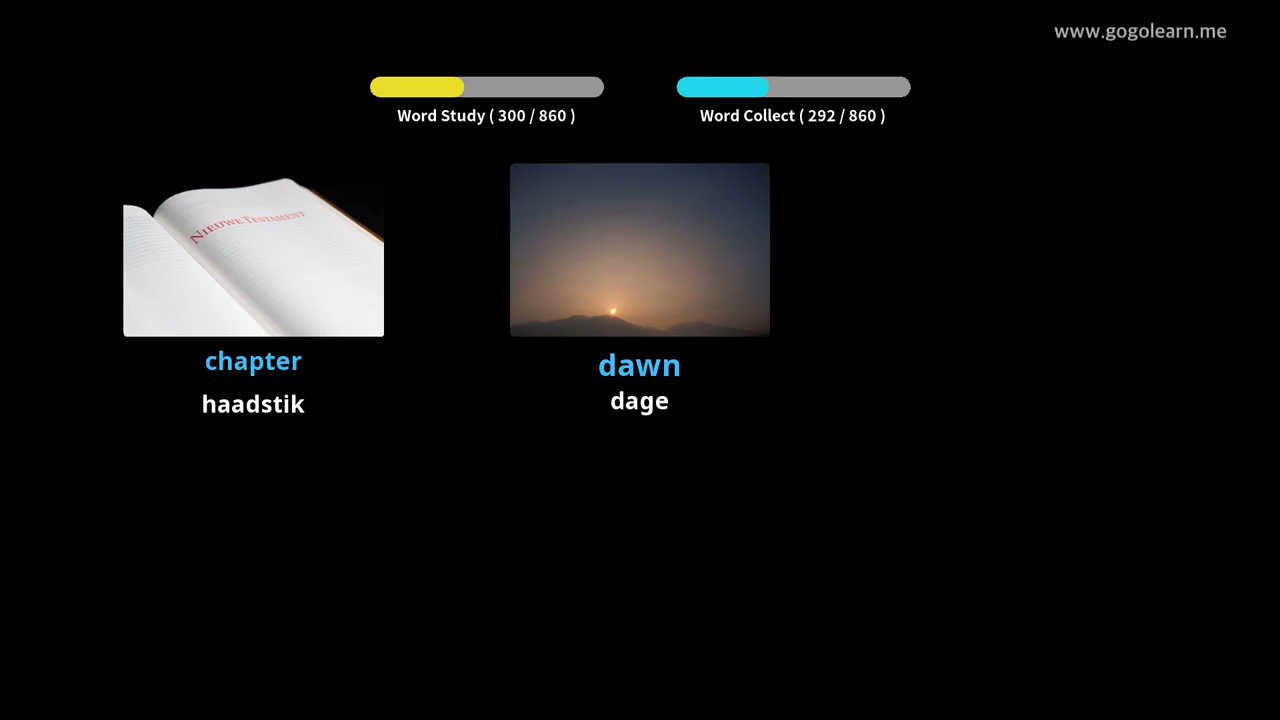 www.gogolearn.me
Word Study ( 300 / 860 )
Word Collect ( 292 / 860 )
NIEUWE TESTAMENT
chapter
haadstik
dawn
dage